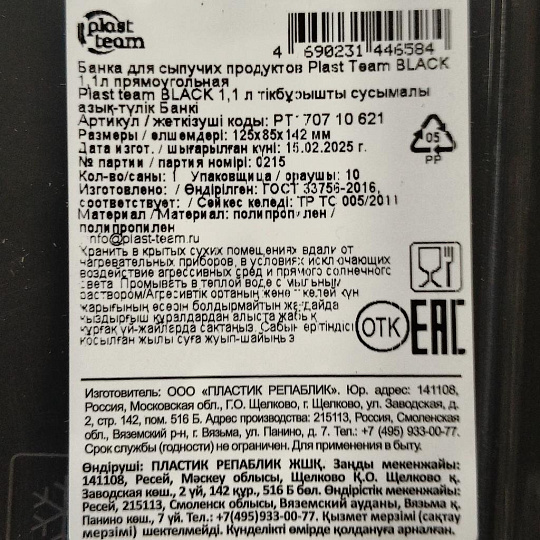 plast team
4 690231 446584
Банка для сыпучих продуктов Plast Team BLACK
1,1л прямоугольная
Plast team BLACK 1,1 л тікбұрышты сусымалы
азық-түлік Банкі
Артикул / жеткізуші коды: PT 707 10 621
Размеры / өлшемдері: 125х85х142 мм
Дата изгот. / шығарылған күні: 15.02.2025 г.
№ партии / партия нөмірі: 0215
Кол-во/саны: 1 Упаковщица / ораушы: 10
Изготовлено: / Өндірілген: ГОСТ 33756-2016,
соответствует: / Сәйкес келеді: ТР ТС 005/2011
Материал / Материал: полипропилен /
полипропилен
info@plast-team.ru
Хранить в крытых сухих помещениях вдали от
нагревательных приборов, в условиях исключающих
воздействие агрессивных сред и прямого солнечного
света. Промывать в теплой воде с мыльным
раствором/Агрессивтік ортаның және тікелей күн
жарығының әсерін болдырмайтын жағдайда
қыздырғыш құралдардан алыста жабық
құрғақ үй-жайларда сақтаңыз. Сабын ерітіндісі
қосылған жылы суға жуып-шайыңыз
05
PP
ОТК
EAC
Изготовитель: ООО «ПЛАСТИК РЕПАБЛИК». Юр. адрес: 141108,
Россия, Московская обл., Г.О. Щелково, г. Щелково, ул. Заводская, д.
2, стр. 142, пом. 516 Б. Адрес производства: 215113, Россия, Смоленская
обл., Вяземский р-н, г. Вязьма, ул. Панино, д. 7. Тел.: +7 (495) 933-00-77.
Срок службы (годности) не ограничен. Для применения в быту.
Өндіруші: ПЛАСТИК РЕПАБЛИК ЖШҚ. Заңды мекенжайы:
141108, Ресей, Мәскеу облысы, Щелково Қ.О. Щелково қ.
Заводская көш., 2 үй, 142 құр., 516 Б бөл. Өндірістік мекенжайы:
Ресей, 215113, Смоленск облысы, Вяземский ауданы, Вязьма қ.
Панино көш., 7 үй. Тел.: +7(495)933-00-77. Қызмет мерзімі (сақтау
мерзімі) шектелмейді. Күнделікті өмірде қолдануға арналған.